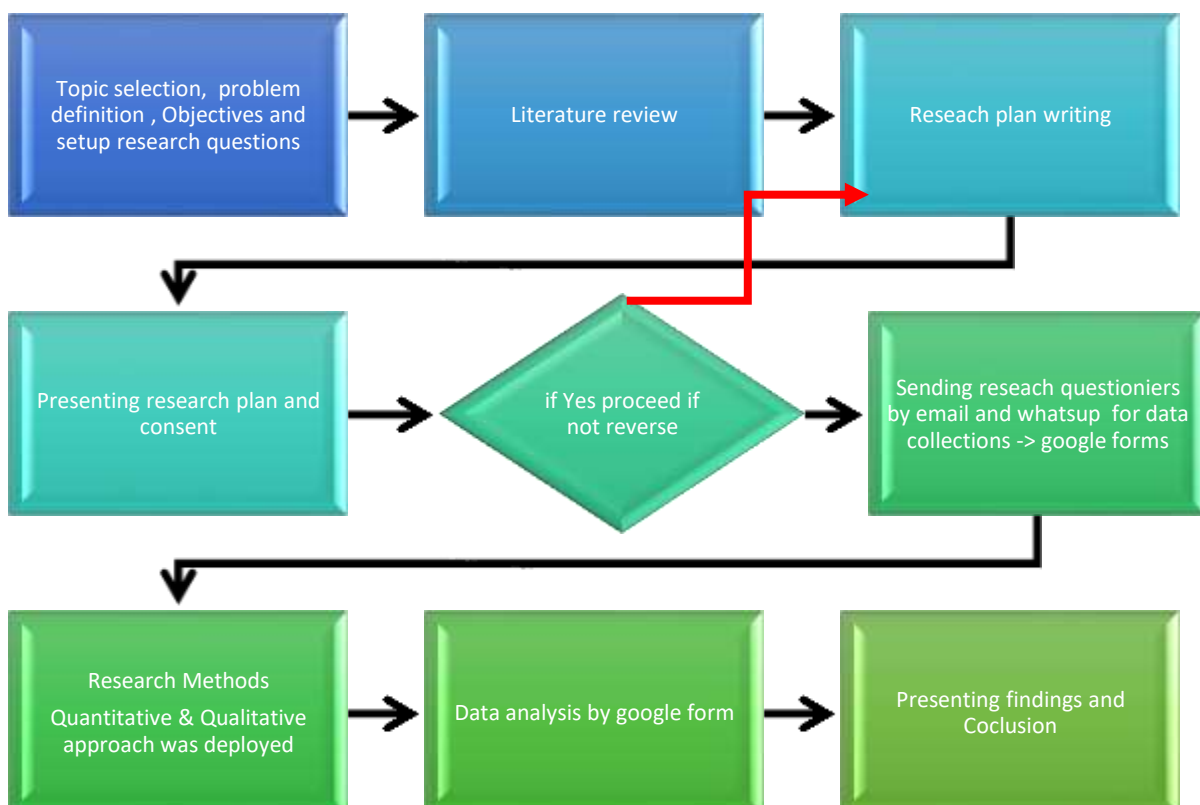 Topic selection, problem
definition , Objectives and
setup research questions
Literature review
Reseach plan writing
Presenting research plan and
consent
if Yes proceed if
not reverse
Sending reseach questioniers
by email and whatsup for data
collections -> google forms
Research Methods
Quantitative & Qualitative
approach was deployed
Data analysis by google form
Presenting findings and
Coclusion